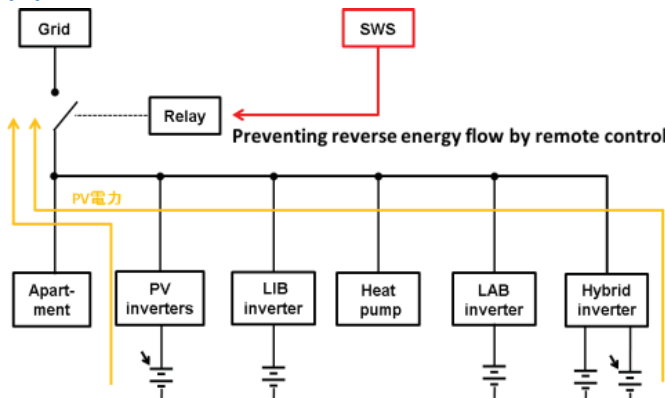 Grid
SWS
Relay
Preventing reverse energy flow by remote control
PV電力
Apart-
ment
PV
inverters
LIB
inverter
Heat
pump
LAB
inverter
Hybrid
inverter